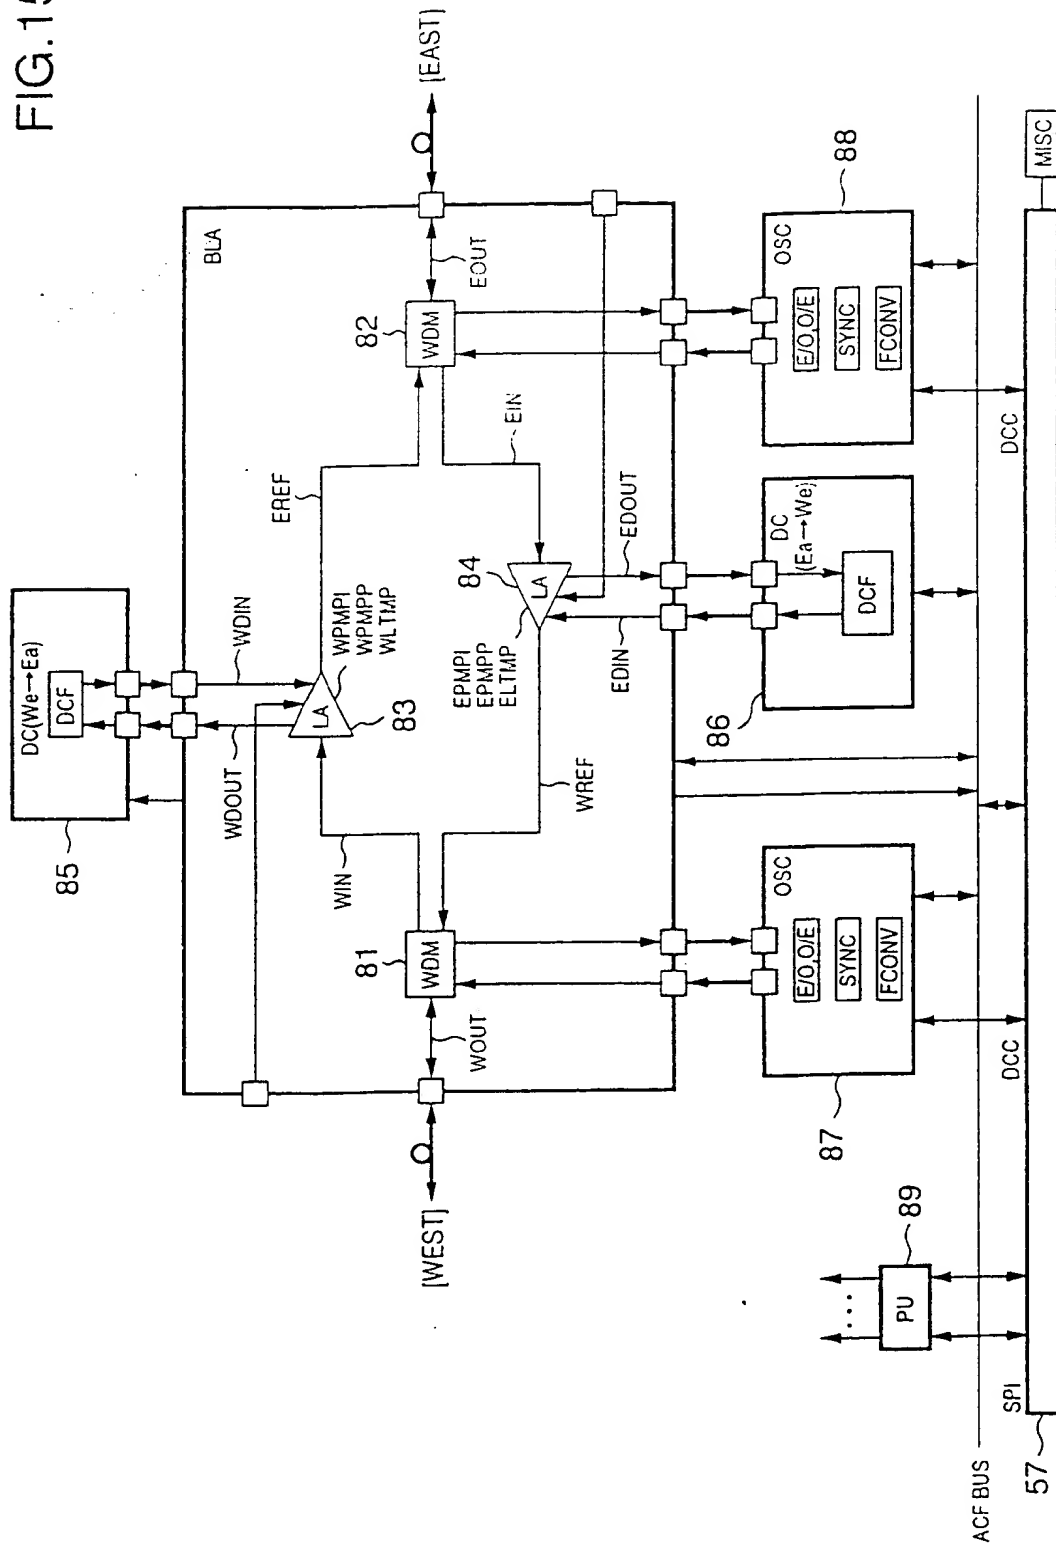 FIG.15
[EAST]
BLA
EOUT
82
WDM
88
OSC
E/O,O/E
SYNC
FCONV
MISC
DCC
EIN
EREF
DC(We→Ea)
DCF
WDIN
WPMPI
WPMPP
WLTMP
LA
83
WDOUT
85
84
LA
EDOUT
EPMPI
EPMPP
ELTMP
EDIN
DC
(Ea→We)
DCF
86
WREF
WIN
81
WDM
WOUT
OSC
E/O,O/E
SYNC
FCONV
87
DCC
[WEST]
89
PU
SPI
ACF BUS
57